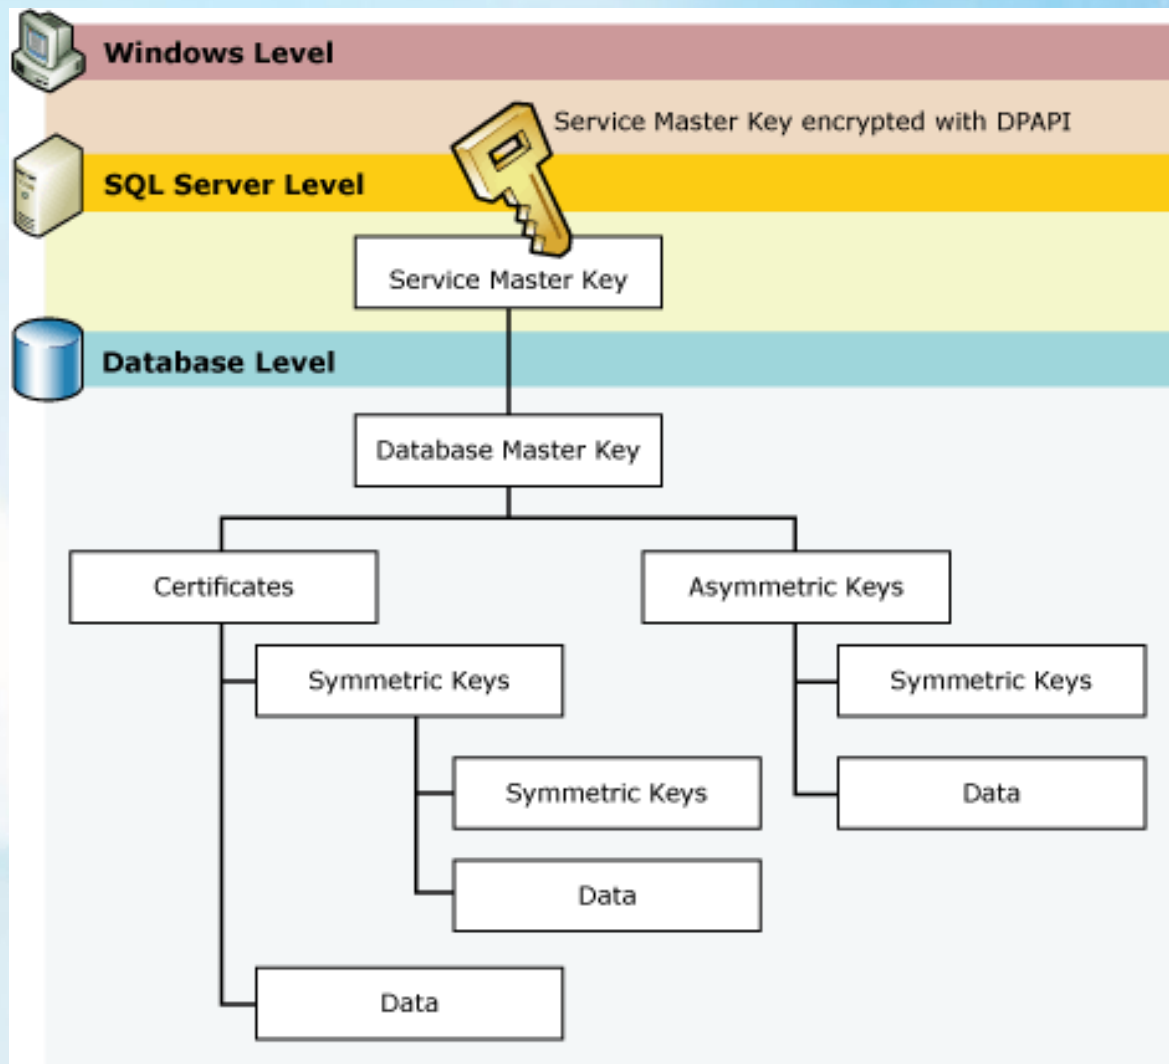 Windows Level
Service Master Key encrypted with DPAPI
SQL Server Level
Service Master Key
Database Level
Database Master Key
Certificates
Asymmetric Keys
Symmetric Keys
Symmetric Keys
Symmetric Keys
Data
Data
Data